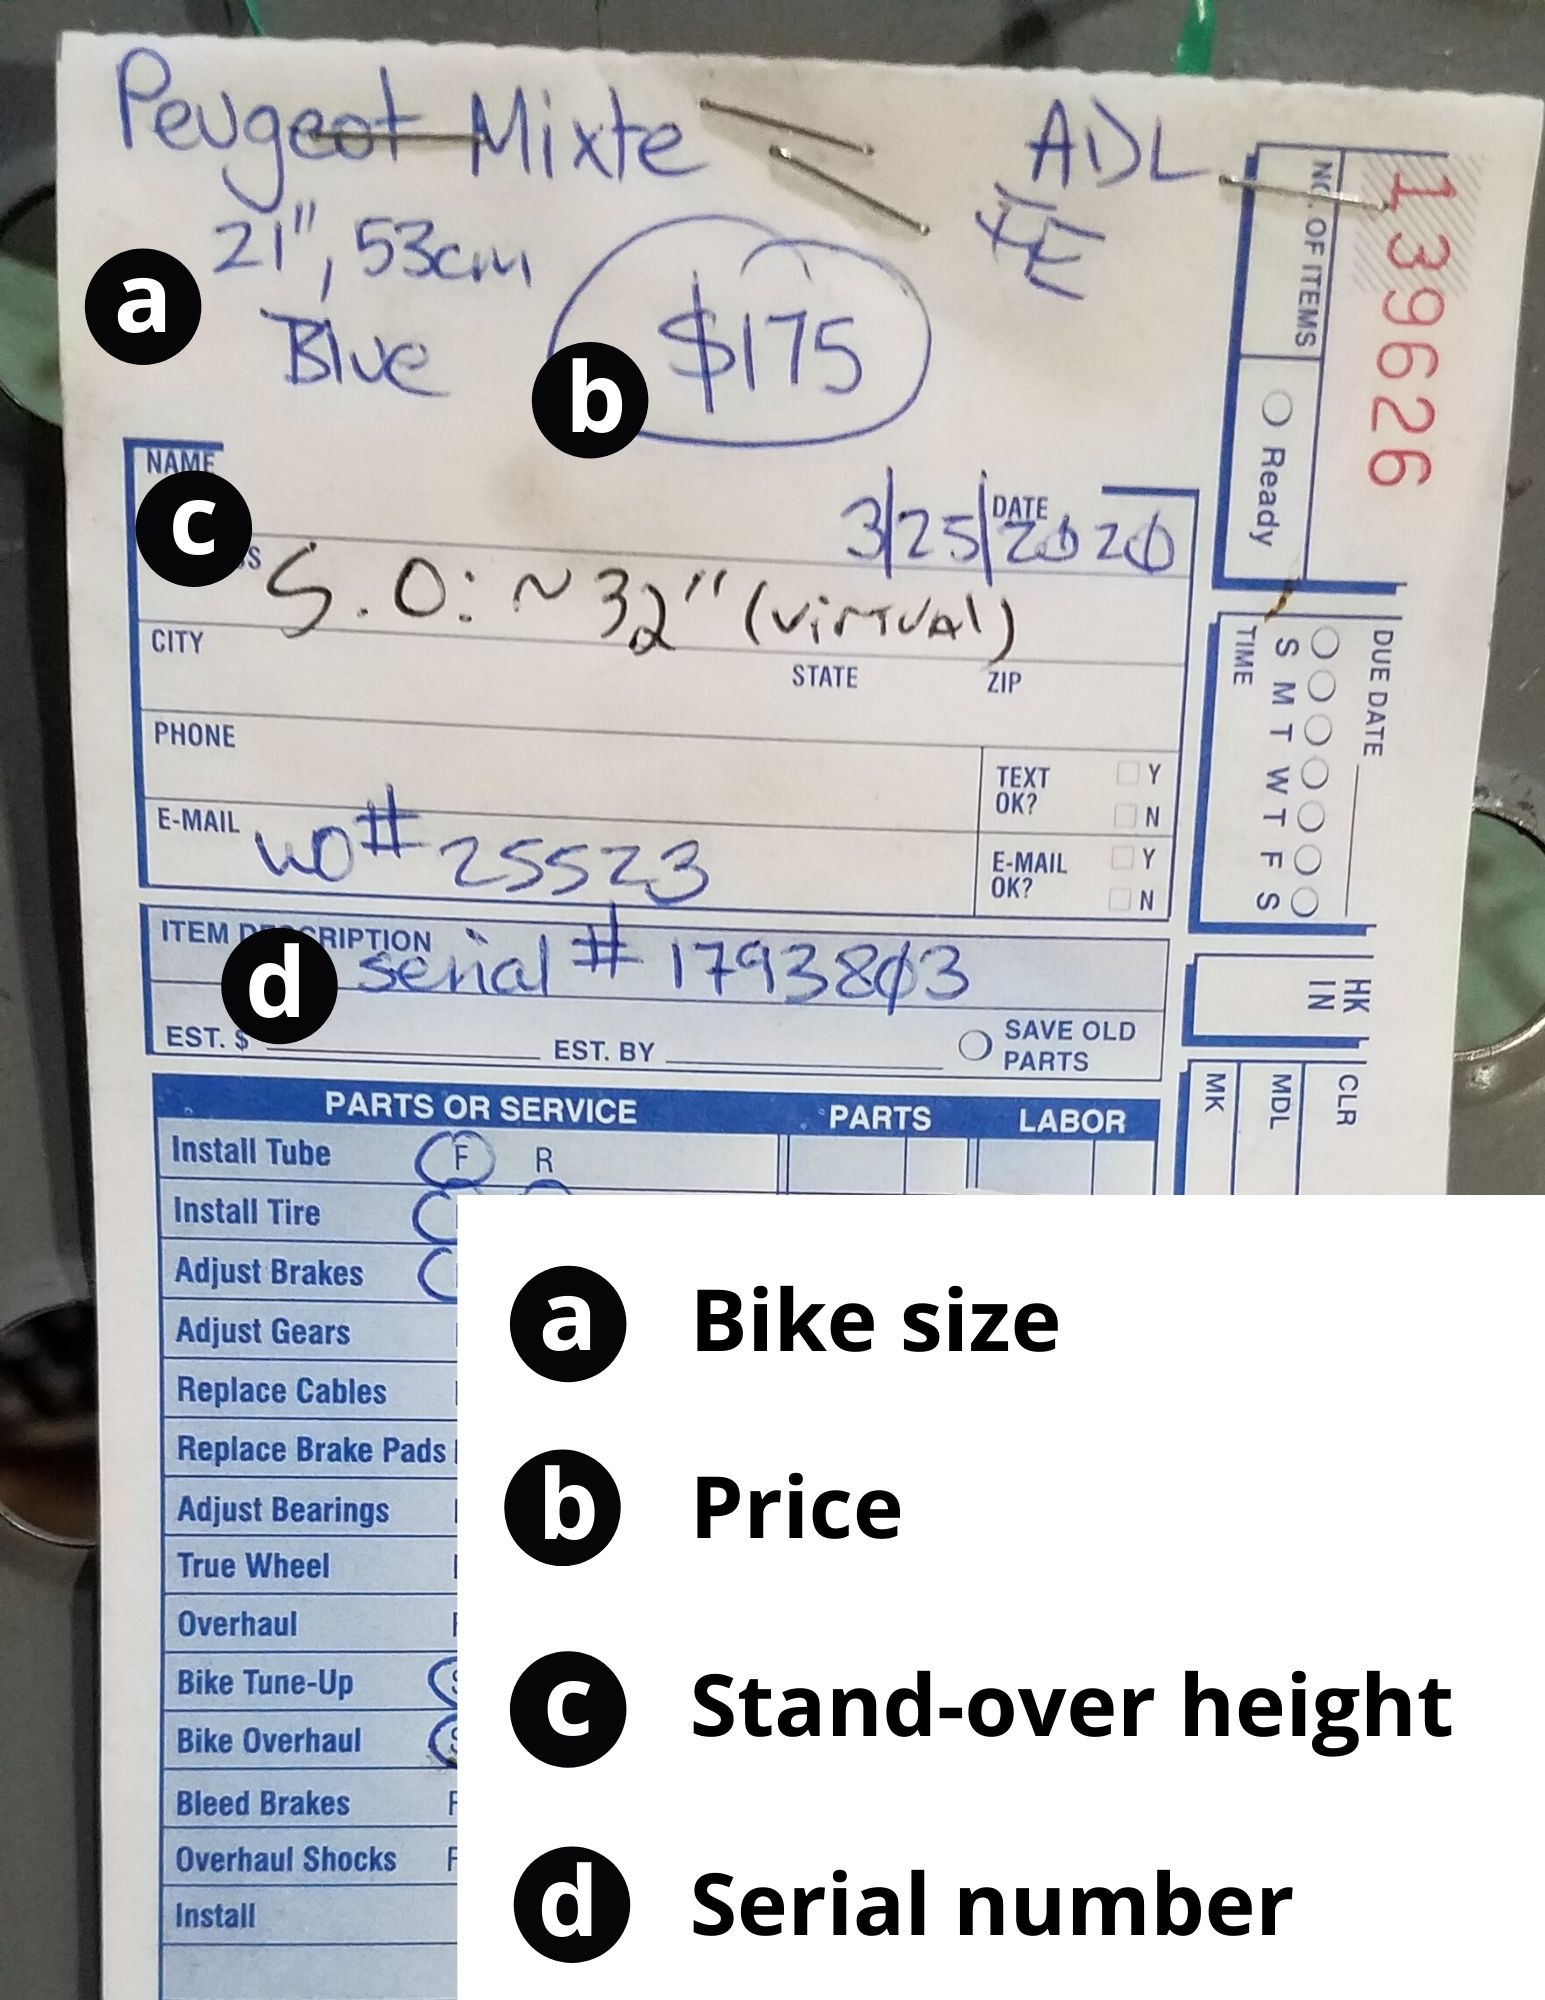 Peugeot Mixte ADL
IE
21", 53cm
a
Blue
b $175
NO. OF ITEMS
Ready
139626
NAME
c
DATE
3/25/2020
S.O: ~32" (virtual)
CITY
STATE ZIP
PHONE
TEXT OK? Y N
E-MAIL
WO# 25523
E-MAIL OK? Y N
DUE DATE
S M T W T F S
TIME
ITEM DESCRIPTION
d serial # 1793803
EST. $ EST. BY
SAVE OLD PARTS
HK IN
CLR
MDL
MK
PARTS OR SERVICE PARTS LABOR
Install Tube F R
Install Tire
Adjust Brakes
Adjust Gears
Replace Cables
Replace Brake Pads
Adjust Bearings
True Wheel
Overhaul
Bike Tune-Up
Bike Overhaul
Bleed Brakes
Overhaul Shocks
Install
a Bike size
b Price
c Stand-over height
d Serial number